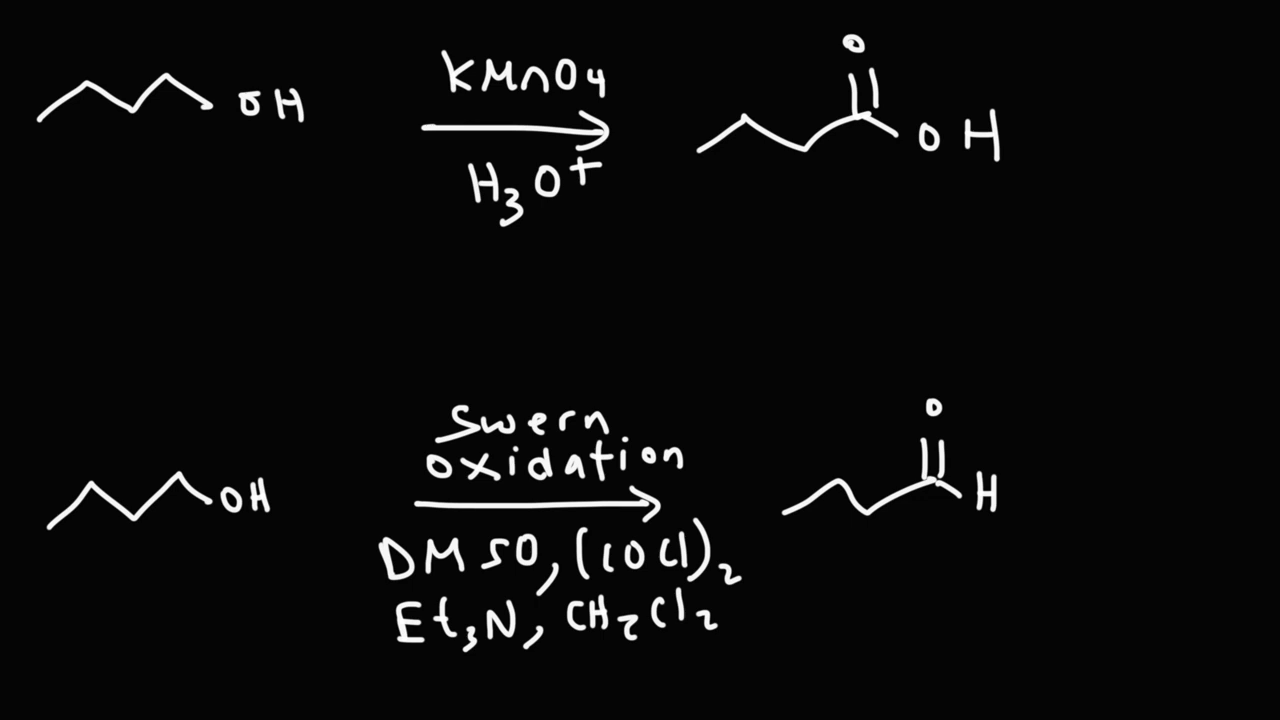 O
OH KMnO4 OH
H3O+
O
Swern
oxidation
OH H
DMSO, (COCl)2
Et3N, CH2Cl2